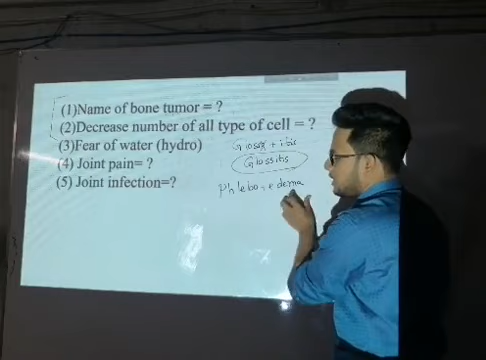 (1)Name of bone tumor = ?
(2)Decrease number of all type of cell = ?
(3)Fear of water (hydro)
(4) Joint pain= ?
(5) Joint infection=?
+ itis
Glossitis
Phlebo + edema